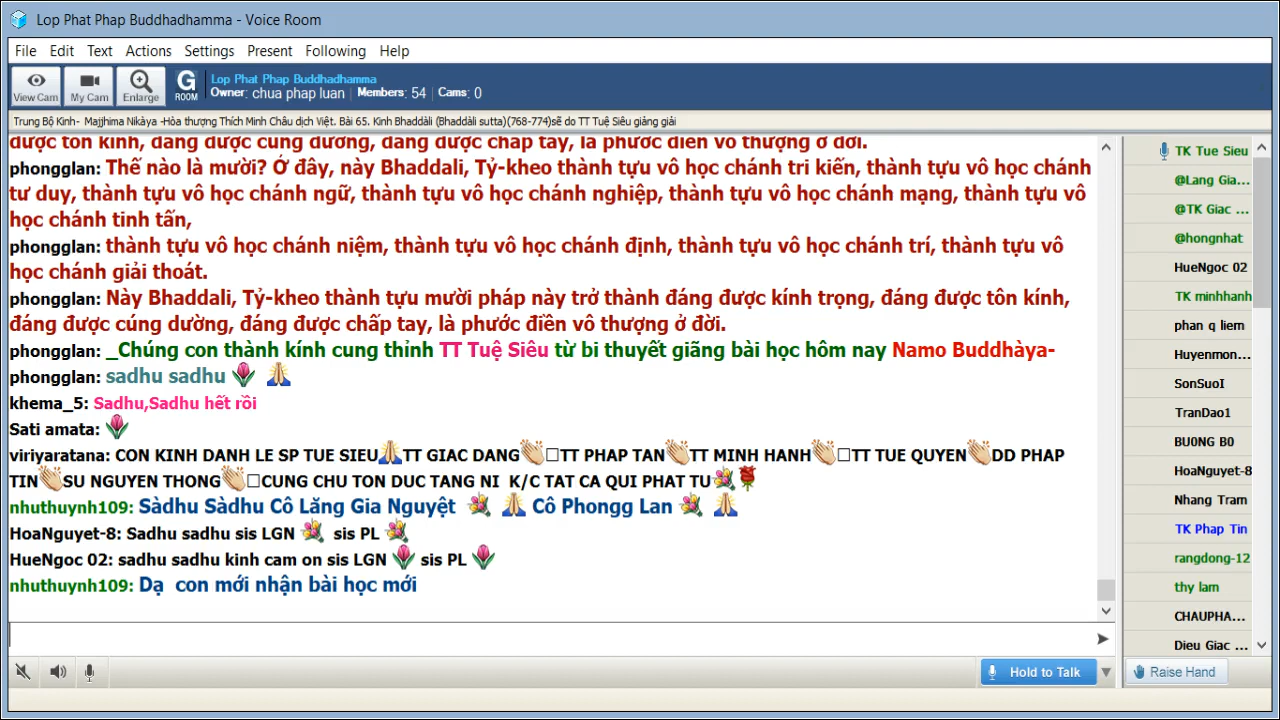 Lop Phat Phap Buddhadhamma - Voice Room
File Edit Text Actions Settings Present Following Help
View Cam My Cam Enlarge G ROOM
Lop Phat Phap Buddhadhamma
Owner: chua phap luan Members: 54 Cams: 0
Trung Bộ Kinh- Majjhima Nikàya -Hòa thượng Thích Minh Châu dịch Việt. Bài 65. Kinh Bhaddàli (Bhaddàli sutta)(768-774)sẽ do TT Tuệ Siêu giảng giải
được tôn kính, đáng được cúng dường, đáng được chắp tay, là phước điền vô thượng ở đời.
phongglan: Thế nào là mười? Ở đây, này Bhaddali, Tỷ-kheo thành tựu vô học chánh tri kiến, thành tựu vô học chánh
tư duy, thành tựu vô học chánh ngữ, thành tựu vô học chánh nghiệp, thành tựu vô học chánh mạng, thành tựu vô
học chánh tinh tấn,
phongglan: thành tựu vô học chánh niệm, thành tựu vô học chánh định, thành tựu vô học chánh trí, thành tựu vô
học chánh giải thoát.
phongglan: Này Bhaddali, Tỷ-kheo thành tựu mười pháp này trở thành đáng được kính trọng, đáng được tôn kính,
đáng được cúng dường, đáng được chắp tay, là phước điền vô thượng ở đời.
phongglan: _Chúng con thành kính cung thỉnh TT Tuệ Siêu từ bi thuyết giãng bài học hôm nay Namo Buddhàya-
phongglan: sadhu sadhu
khema_5: Sadhu,Sadhu hết rồi
Sati amata:
viriyaratana: CON KINH DANH LE SP TUE SIEU TT GIAC DANG TT PHAP TAN TT MINH HANH TT TUE QUYEN DD PHAP
TIN SU NGUYEN THONG CUNG CHU TON DUC TANG NI K/C TAT CA QUI PHAT TU
nhuthuynh109: Sàdhu Sàdhu Cô Lăng Gia Nguyệt Cô Phongg Lan
HoaNguyet-8: Sadhu sadhu sis LGN sis PL
HueNgoc 02: sadhu sadhu kinh cam on sis LGN sis PL
nhuthuynh109: Dạ con mới nhận bài học mới
Hold to Talk
TK Tue Sieu
@Lang Gia...
@TK Giac ...
@hongnhat
HueNgoc 02
TK minhhanh
phan q liem
Huyenmon...
SonSuoI
TranDao1
BU0NG B0
HoaNguyet-8
Nhang Tram
TK Phap Tin
rangdong-12
thy lam
CHAUPHA...
Dieu Giac ...
Raise Hand